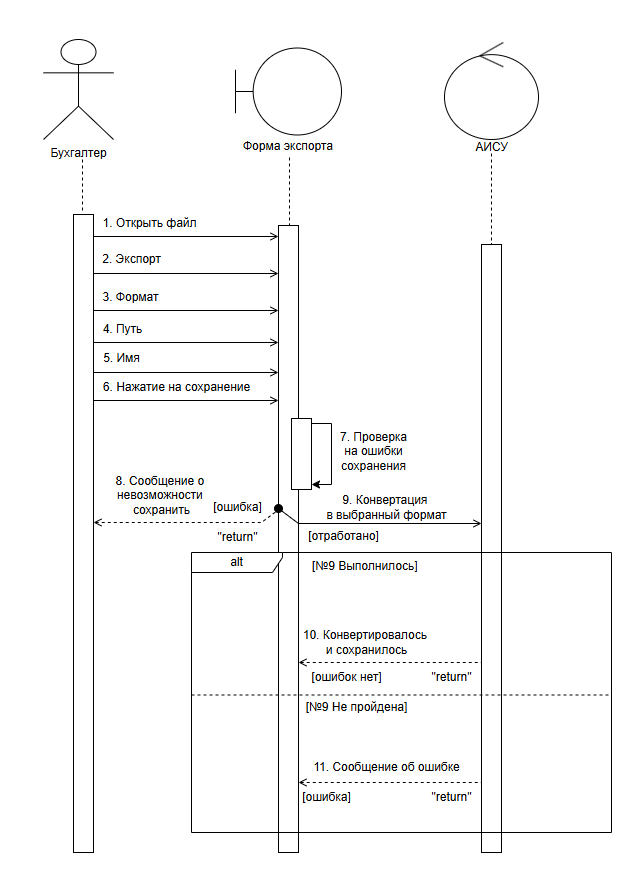 Бухгалтер
Форма экспорта
АИСУ
1. Открыть файл
2. Экспорт
3. Формат
4. Путь
5. Имя
6. Нажатие на сохранение
7. Проверка
на ошибки
сохранения
8. Сообщение о
невозможности
сохранить
[ошибка]
"return"
9. Конвертация
в выбранный формат
[отработано]
alt
[№9 Выполнилось]
10. Конвертировалось
и сохранилось
[ошибок нет]
"return"
[№9 Не пройдена]
11. Сообщение об ошибке
[ошибка]
"return"